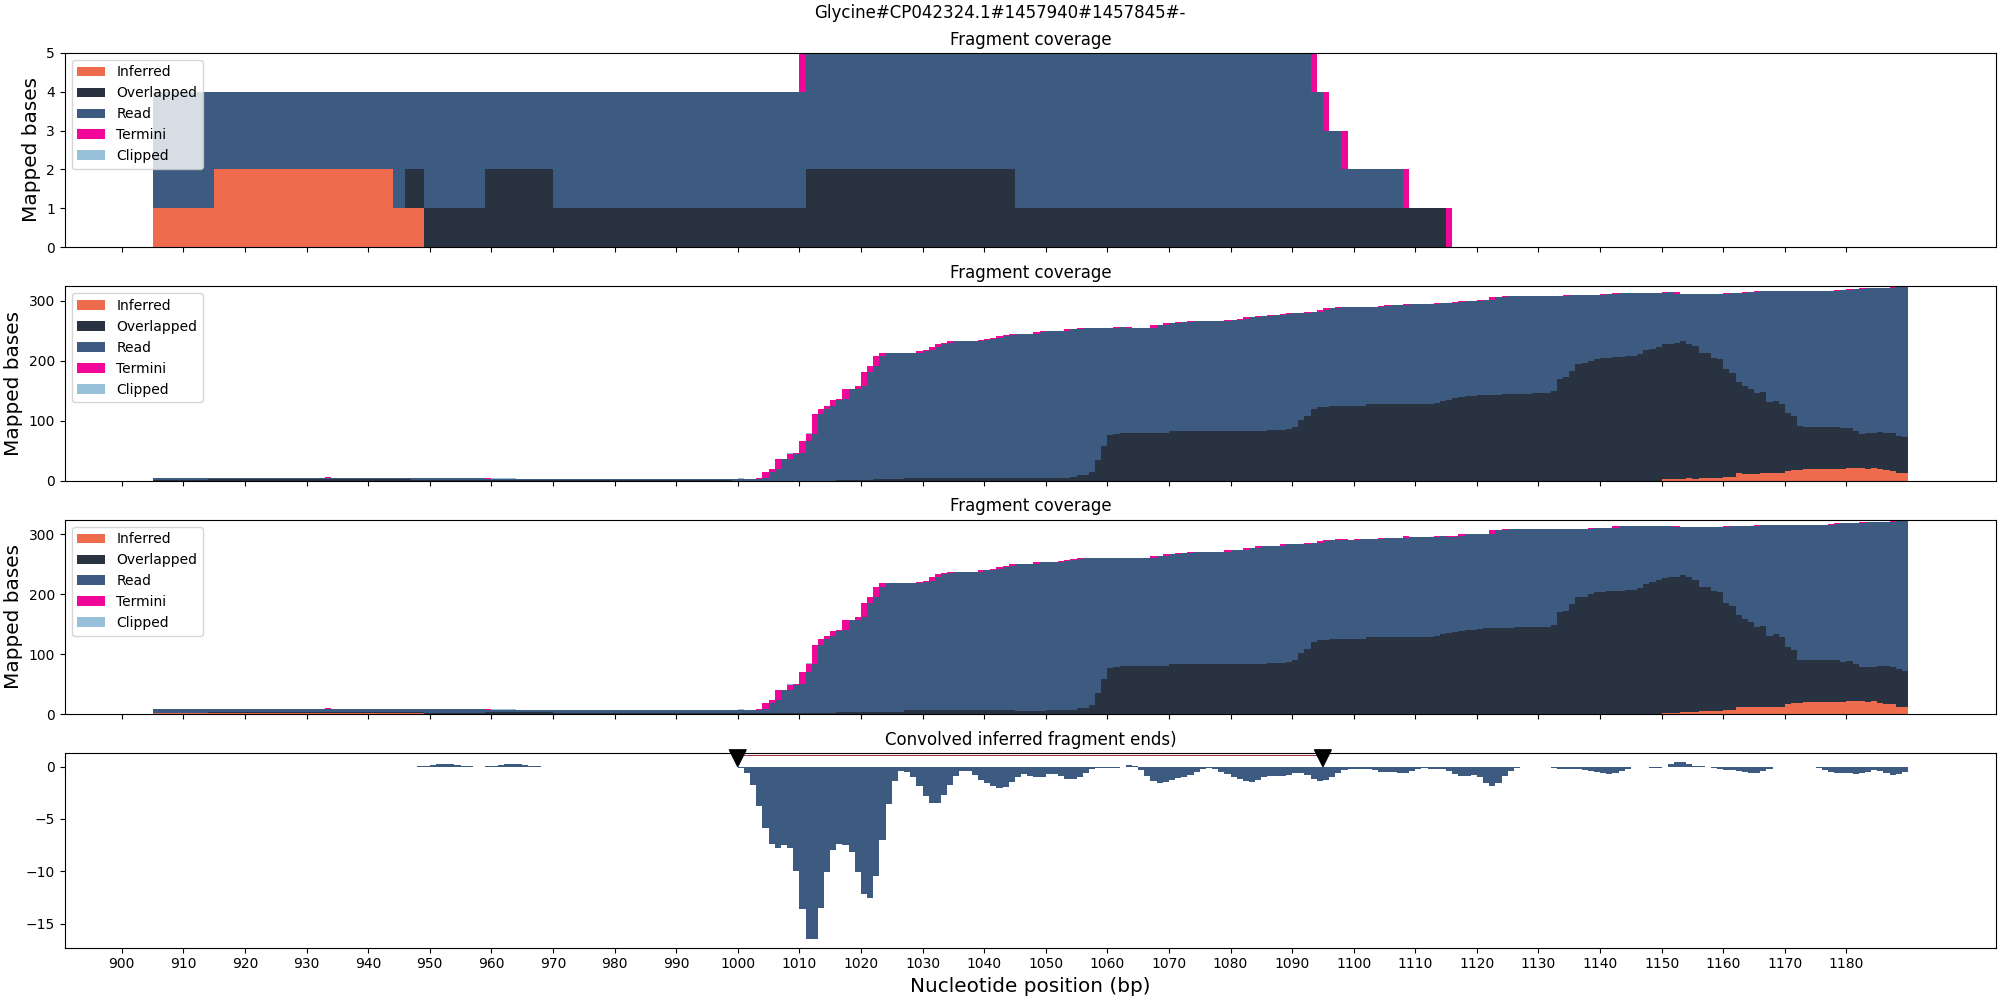 Glycine#CP042324.1#1457940#1457845#-
Fragment coverage
Mapped bases
5
4
3
2
1
0
Inferred
Overlapped
Read
Termini
Clipped
Fragment coverage
Mapped bases
300
200
100
0
Inferred
Overlapped
Read
Termini
Clipped
Fragment coverage
Mapped bases
300
200
100
0
Inferred
Overlapped
Read
Termini
Clipped
Convolved inferred fragment ends)
0
−5
−10
−15
900 910 920 930 940 950 960 970 980 990 1000 1010 1020 1030 1040 1050 1060 1070 1080 1090 1100 1110 1120 1130 1140 1150 1160 1170 1180
Nucleotide position (bp)